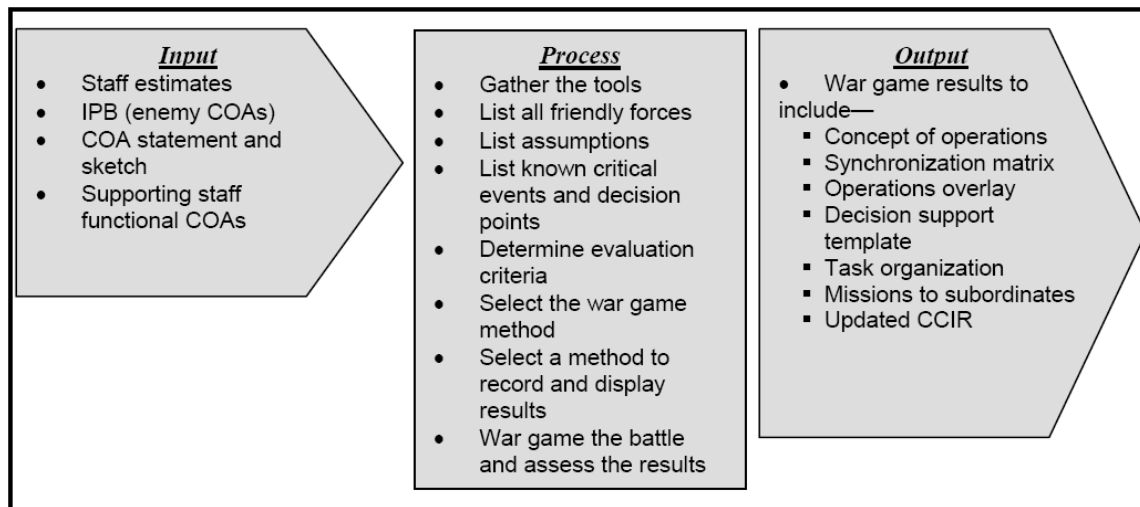 Input
• Staff estimates
• IPB (enemy COAs)
• COA statement and
sketch
• Supporting staff
functional COAs
Process
• Gather the tools
• List all friendly forces
• List assumptions
• List known critical
events and decision
points
• Determine evaluation
criteria
• Select the war game
method
• Select a method to
record and display
results
• War game the battle
and assess the results
Output
• War game results to
include—
▪ Concept of operations
▪ Synchronization matrix
▪ Operations overlay
▪ Decision support
template
▪ Task organization
▪ Missions to subordinates
▪ Updated CCIR